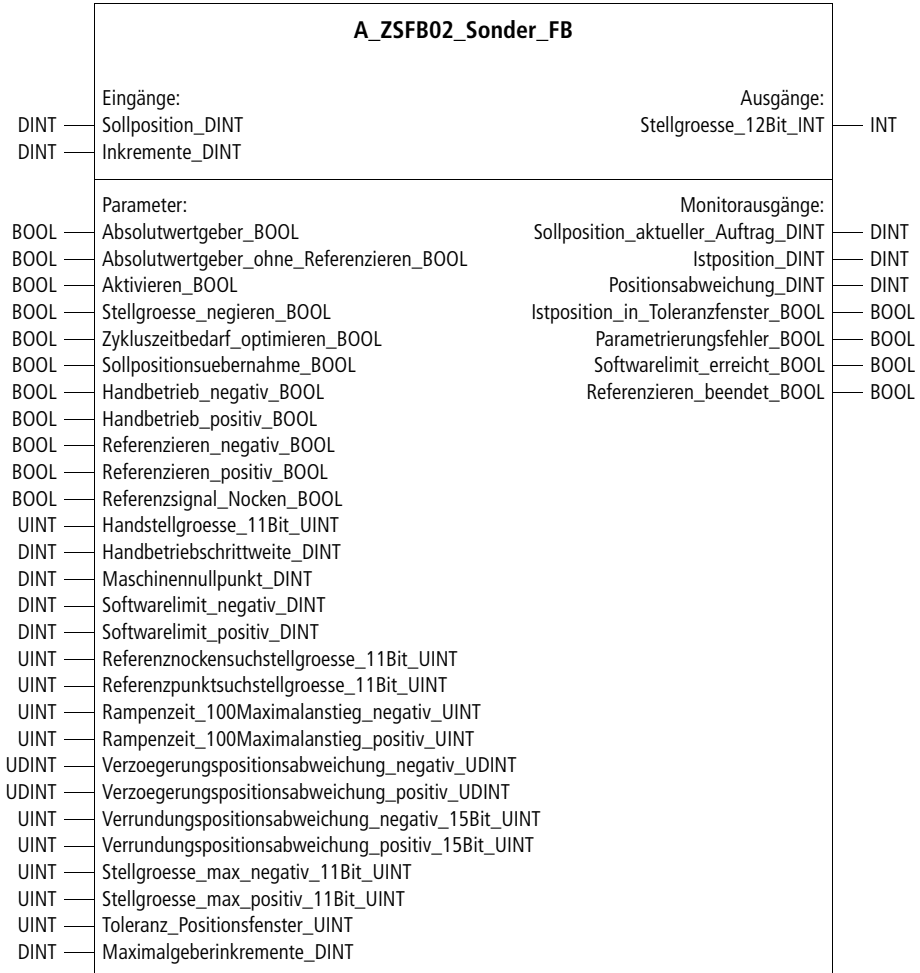 A_ZSFB02_Sonder_FB
Eingänge: Ausgänge:
DINT Sollposition_DINT Stellgroesse_12Bit_INT INT
DINT Inkremente_DINT
Parameter: Monitorausgänge:
BOOL Absolutwertgeber_BOOL Sollposition_aktueller_Auftrag_DINT DINT
BOOL Absolutwertgeber_ohne_Referenzieren_BOOL Istposition_DINT DINT
BOOL Aktivieren_BOOL Positionsabweichung_DINT DINT
BOOL Stellgroesse_negieren_BOOL Istposition_in_Toleranzfenster_BOOL BOOL
BOOL Zykluszeitbedarf_optimieren_BOOL Parametrierungsfehler_BOOL BOOL
BOOL Sollpositionsuebernahme_BOOL Softwarelimit_erreicht_BOOL BOOL
BOOL Handbetrieb_negativ_BOOL Referenzieren_beendet_BOOL BOOL
BOOL Handbetrieb_positiv_BOOL
BOOL Referenzieren_negativ_BOOL
BOOL Referenzieren_positiv_BOOL
BOOL Referenzsignal_Nocken_BOOL
UINT Handstellgroesse_11Bit_UINT
DINT Handbetriebschrittweite_DINT
DINT Maschinennullpunkt_DINT
DINT Softwarelimit_negativ_DINT
DINT Softwarelimit_positiv_DINT
UINT Referenznockensuchstellgroesse_11Bit_UINT
UINT Referenzpunktsuchstellgroesse_11Bit_UINT
UINT Rampenzeit_100Maximalanstieg_negativ_UINT
UINT Rampenzeit_100Maximalanstieg_positiv_UINT
UDINT Verzoegerungspositionsabweichung_negativ_UDINT
UDINT Verzoegerungspositionsabweichung_positiv_UDINT
UINT Verrundungspositionsabweichung_negativ_15Bit_UINT
UINT Verrundungspositionsabweichung_positiv_15Bit_UINT
UINT Stellgroesse_max_negativ_11Bit_UINT
UINT Stellgroesse_max_positiv_11Bit_UINT
UINT Toleranz_Positionsfenster_UINT
DINT Maximalgeberinkremente_DINT